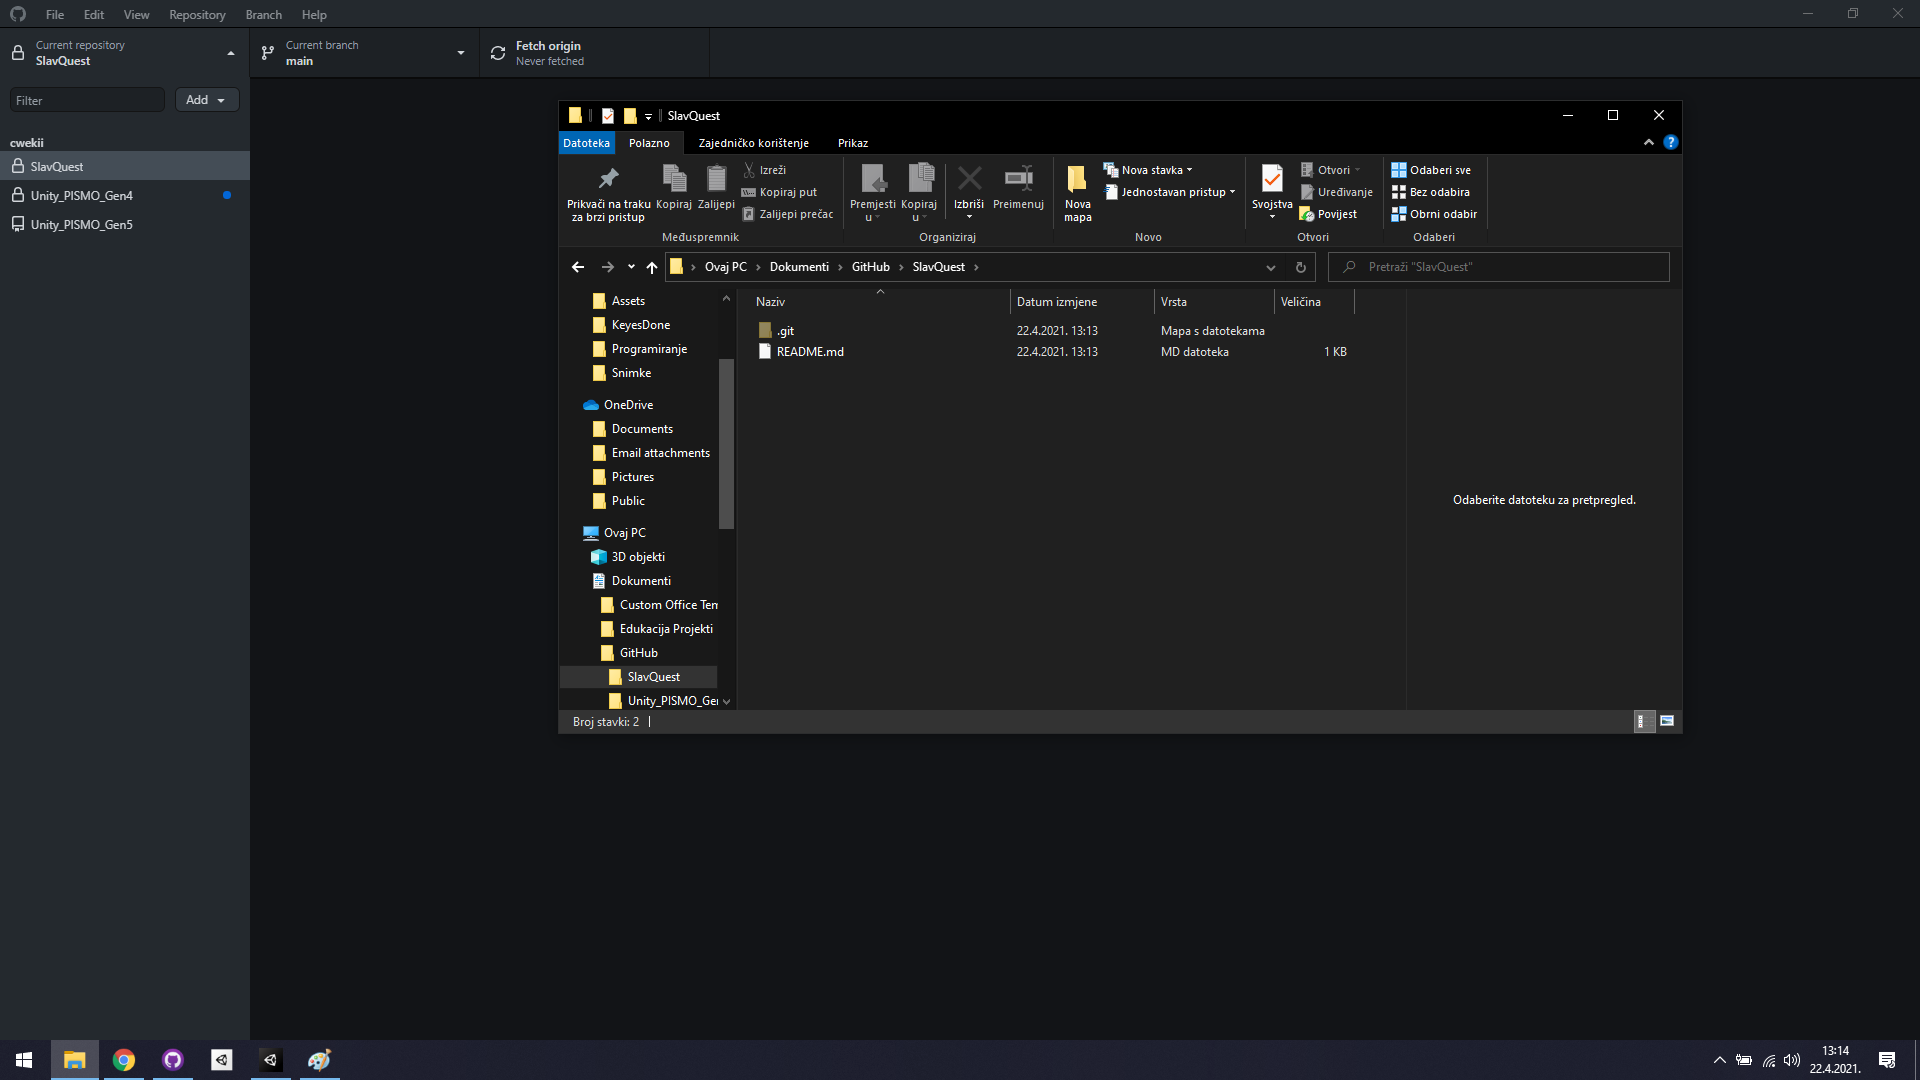 File Edit View Repository Branch Help
Current repository
SlavQuest
Current branch
main
Fetch origin
Never fetched
Filter
Add
cwekii
SlavQuest
Unity_PISMO_Gen4
Unity_PISMO_Gen5
SlavQuest
Datoteka Polazno Zajedničko korištenje Prikaz
Prikvači na traku
za brzi pristup
Kopiraj
Zalijepi
Izreži
Kopiraj put
Zalijepi prečac
Međuspremnik
Premjesti
u
Kopiraj
u
Izbriši
Preimenuj
Organiziraj
Nova
mapa
Nova stavka
Jednostavan pristup
Novo
Svojstva
Otvori
Uređivanje
Povijest
Otvori
Odaberi sve
Bez odabira
Obrni odabir
Odaberi
Ovaj PC › Dokumenti › GitHub › SlavQuest ›
Pretraži "SlavQuest"
Assets
KeyesDone
Programiranje
Snimke
OneDrive
Documents
Email attachments
Pictures
Public
Ovaj PC
3D objekti
Dokumenti
Custom Office Tem
Edukacija Projekti
GitHub
SlavQuest
Unity_PISMO_Gen
Naziv Datum izmjene Vrsta Veličina
.git 22.4.2021. 13:13 Mapa s datotekama
README.md 22.4.2021. 13:13 MD datoteka 1 KB
Odaberite datoteku za pretpregled.
Broj stavki: 2
13:14
22.4.2021.